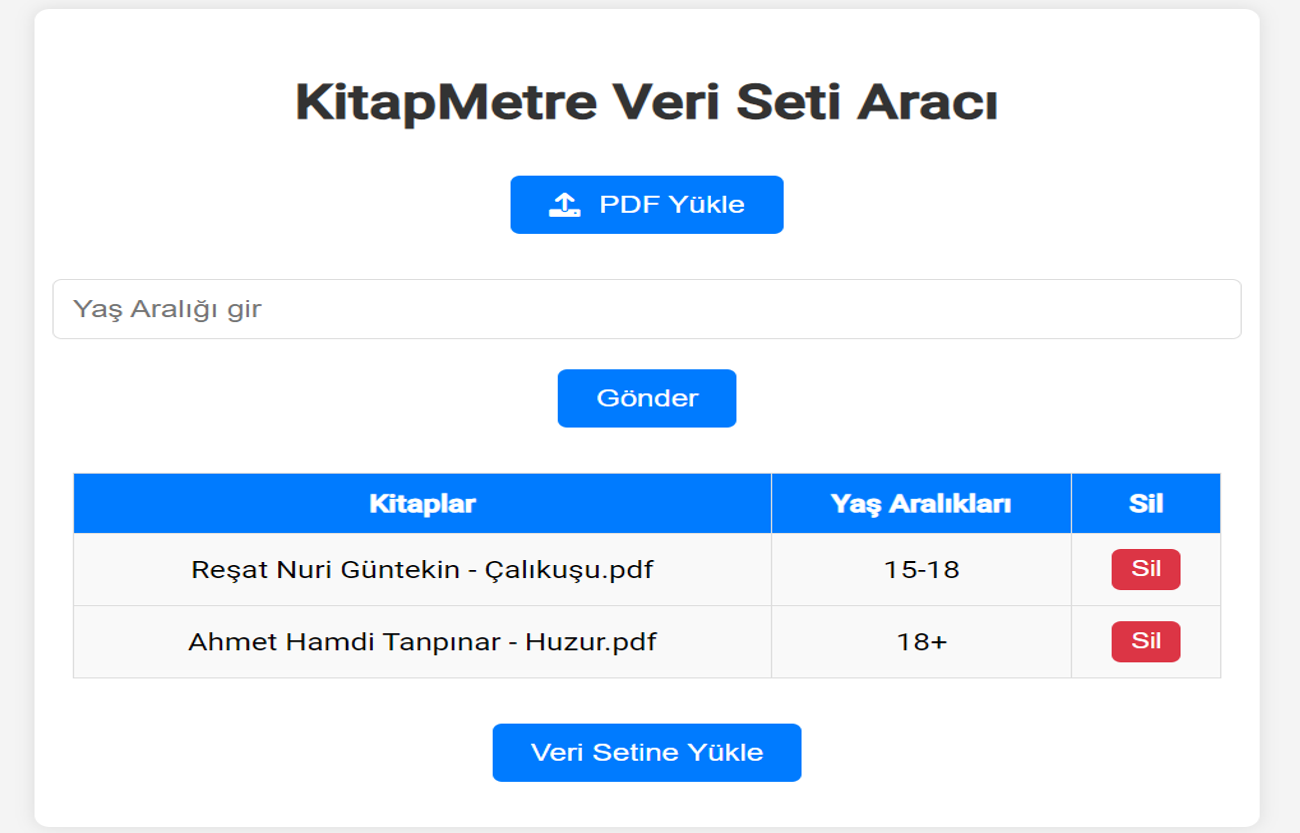 KitapMetre Veri Seti Aracı
PDF Yükle
Yaş Aralığı gir
Gönder
Kitaplar Yaş Aralıkları Sil
Reşat Nuri Güntekin - Çalıkuşu.pdf 15-18 Sil
Ahmet Hamdi Tanpınar - Huzur.pdf 18+ Sil
Veri Setine Yükle